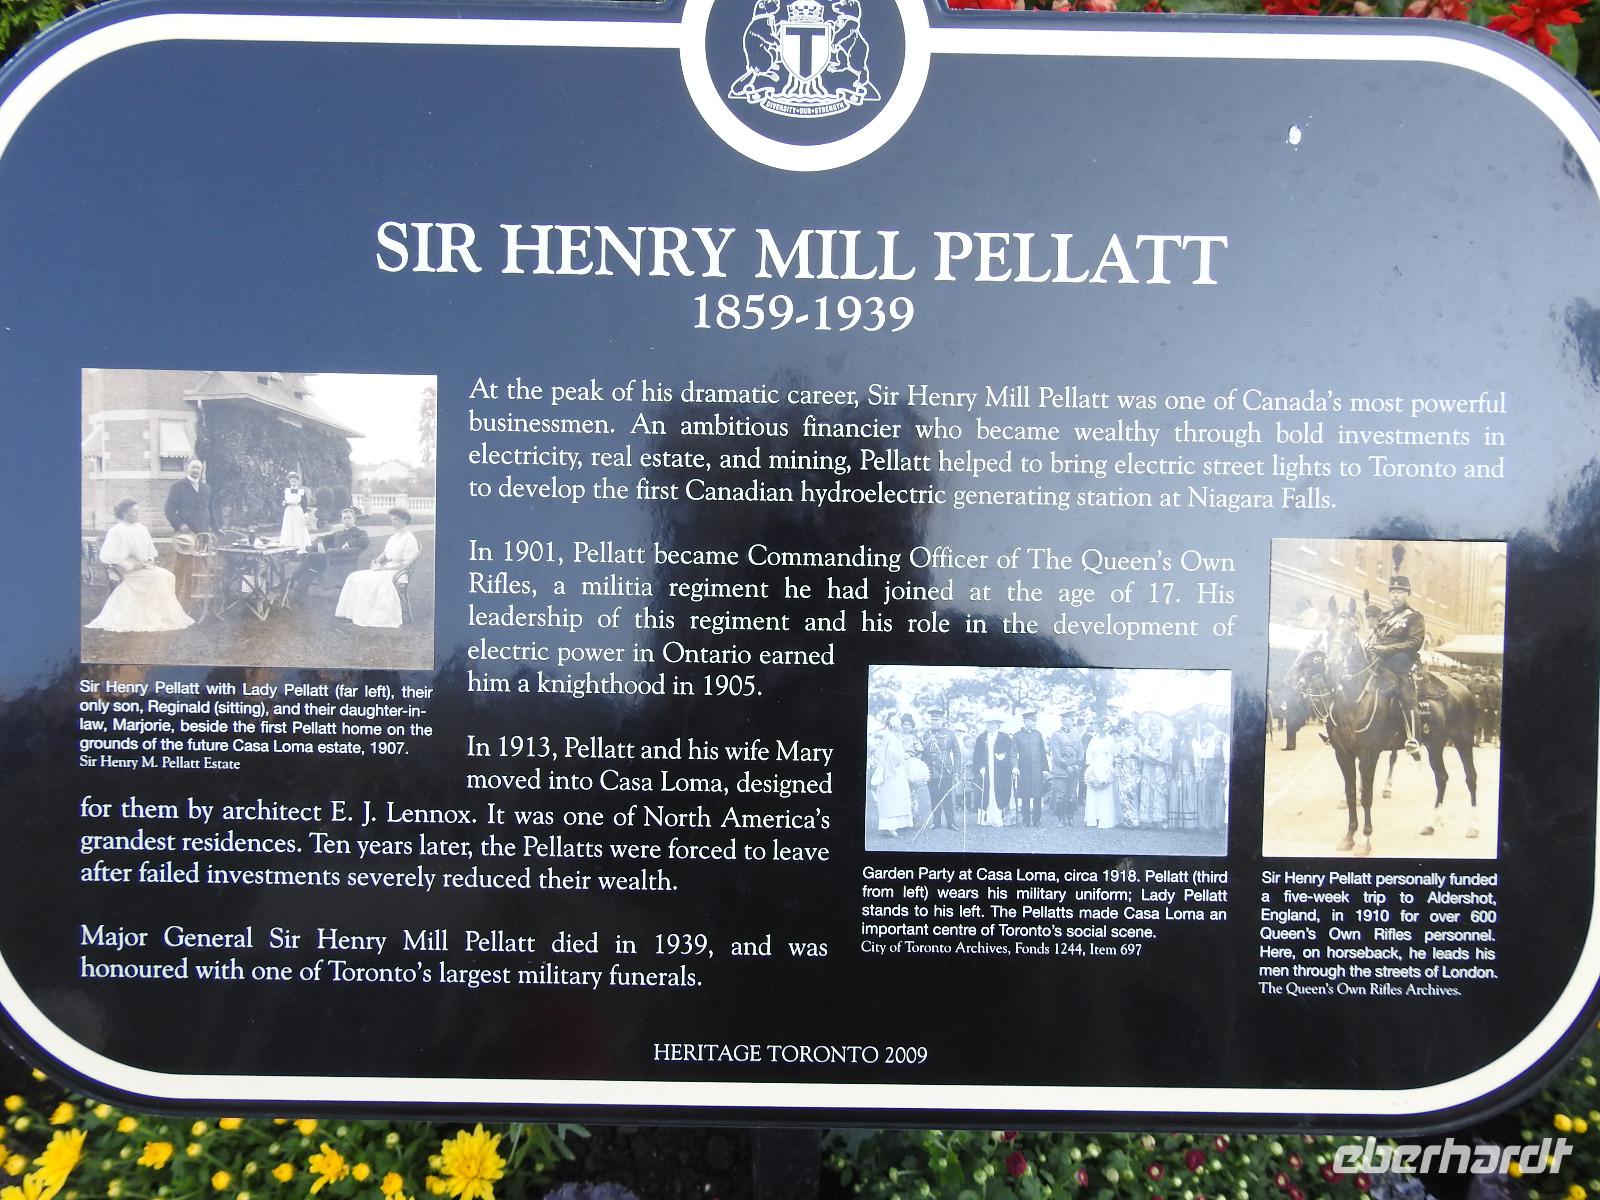 DIVERSITY • OUR • STRENGTH
SIR HENRY MILL PELLATT
1859-1939
At the peak of his dramatic career, Sir Henry Mill Pellatt was one of Canada's most powerful
businessmen. An ambitious financier who became wealthy through bold investments in
electricity, real estate, and mining, Pellatt helped to bring electric street lights to Toronto and
to develop the first Canadian hydroelectric generating station at Niagara Falls.
In 1901, Pellatt became Commanding Officer of The Queen's Own
Rifles, a militia regiment he had joined at the age of 17. His
leadership of this regiment and his role in the development of
electric power in Ontario earned
him a knighthood in 1905.
In 1913, Pellatt and his wife Mary
moved into Casa Loma, designed
for them by architect E. J. Lennox. It was one of North America's
grandest residences. Ten years later, the Pellatts were forced to leave
after failed investments severely reduced their wealth.
Major General Sir Henry Mill Pellatt died in 1939, and was
honoured with one of Toronto's largest military funerals.
Sir Henry Pellatt with Lady Pellatt (far left), their
only son, Reginald (sitting), and their daughter-in-
law, Marjorie, beside the first Pellatt home on the
grounds of the future Casa Loma estate, 1907.
Sir Henry M. Pellatt Estate
Garden Party at Casa Loma, circa 1918. Pellatt (third
from left) wears his military uniform; Lady Pellatt
stands to his left. The Pellatts made Casa Loma an
important centre of Toronto's social scene.
City of Toronto Archives, Fonds 1244, Item 697
Sir Henry Pellatt personally funded
a five-week trip to Aldershot,
England, in 1910 for over 600
Queen's Own Rifles personnel.
Here, on horseback, he leads his
men through the streets of London.
The Queen's Own Rifles Archives.
HERITAGE TORONTO 2009
eberhardt